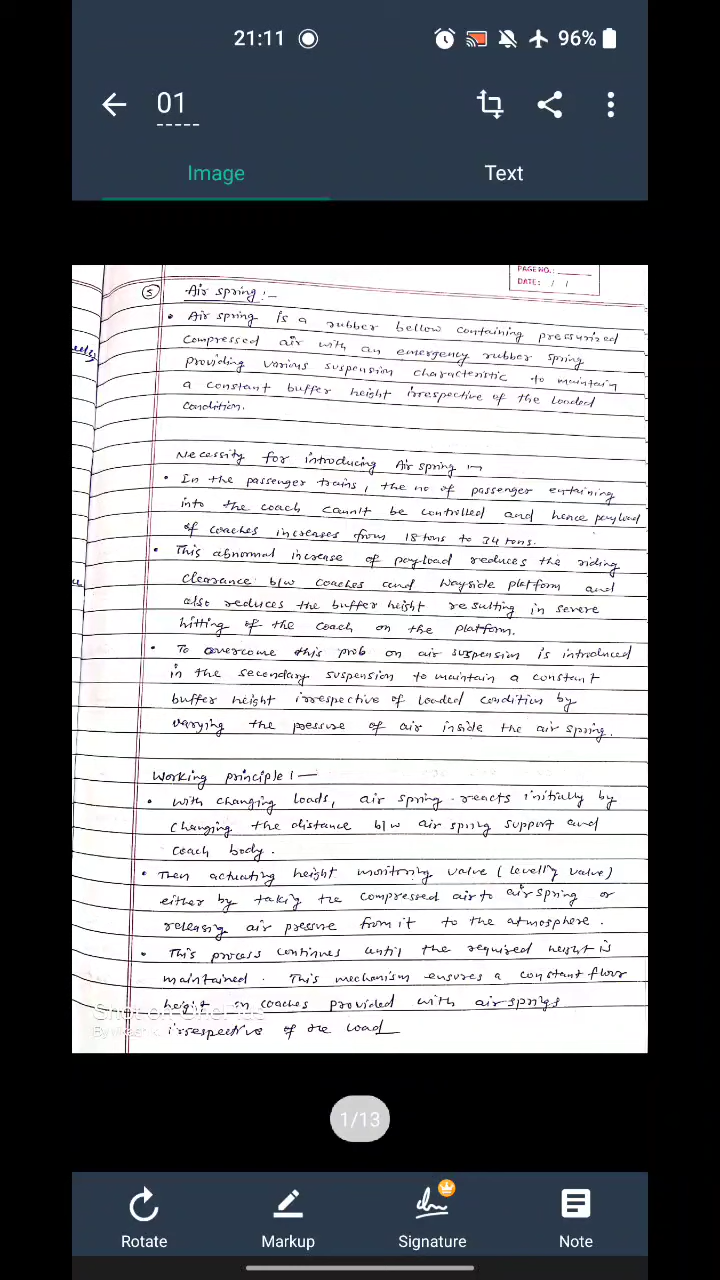 21:11 96%
01
Image Text
PAGE NO.:
DATE: / /
5 Air spring :-
• Air spring is a rubber bellow containing pressurized
compressed air with an emergency rubber spring
providing various suspension characteristic to maintain
a constant buffer height irrespective of the loaded
condition.
Necessity for introducing Air spring :-
• In the passenger trains, the no of passenger entaining
into the coach cannt be controlled and hence payload
of coaches increases from 18 tons to 34 tons.
• This abnormal increase of payload reduces the riding
clearance b/w coaches and wayside platform and
also reduces the buffer height resulting in severe
hitting of the coach on the platform.
• To overcome this prob an air suspension is introduced
in the secondary suspension to maintain a constant
buffer height irrespective of loaded condition by
varying the pressure of air inside the air spring.
Working principle :-
• with changing loads, air spring reacts initially by
changing the distance b/w air spring support and
coach body.
• Then actuating height monitring valve (levelly valve)
either by taking the compressed air to air spring or
releasing air pressure from it to the atmosphere.
• This process continues until the required height is
maintained. This mechanism ensures a constant floor
height in coaches provided with air springs
Shot on OnePlus
irrespective of the load
1/13
Rotate Markup Signature Note